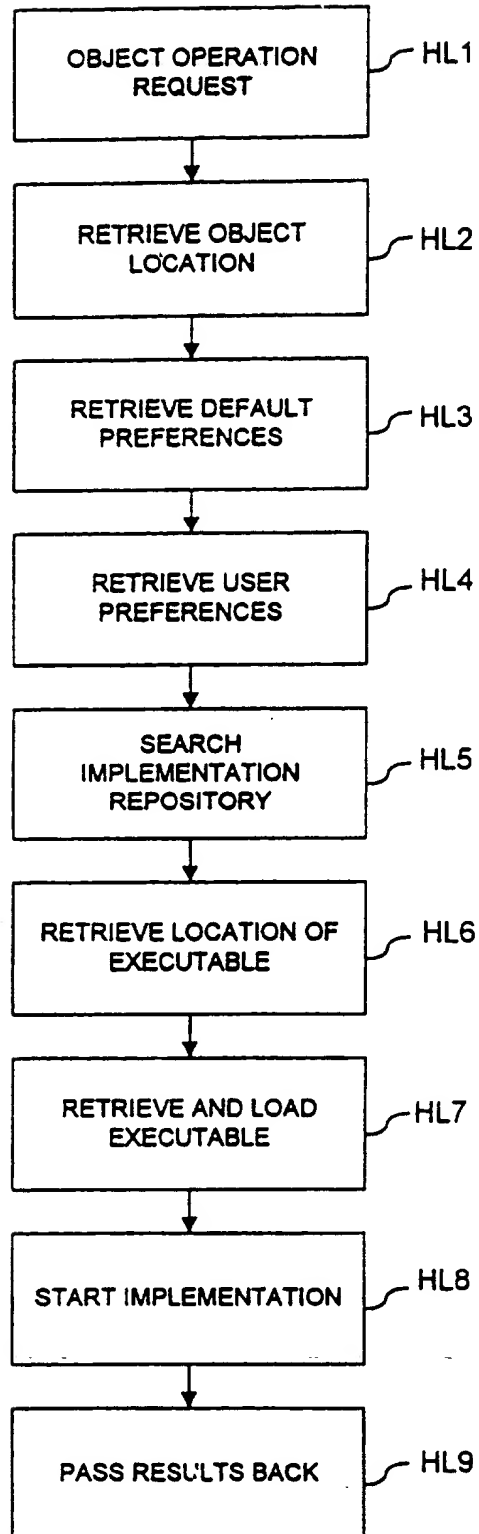 OBJECT OPERATION
REQUEST
HL1
RETRIEVE OBJECT
LOCATION
HL2
RETRIEVE DEFAULT
PREFERENCES
HL3
RETRIEVE USER
PREFERENCES
HL4
SEARCH
IMPLEMENTATION
REPOSITORY
HL5
RETRIEVE LOCATION OF
EXECUTABLE
HL6
RETRIEVE AND LOAD
EXECUTABLE
HL7
START IMPLEMENTATION
HL8
PASS RESULTS BACK
HL9